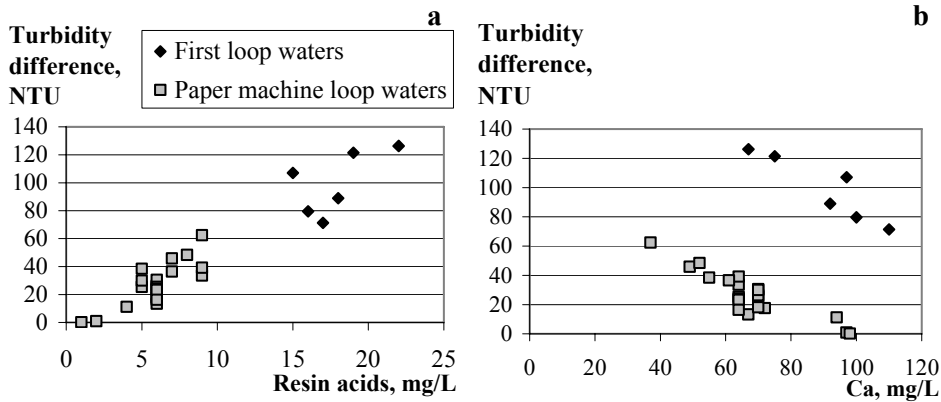 a
Turbidity
difference,
NTU
First loop waters
Paper machine loop waters
140
120
100
80
60
40
20
0
0 5 10 15 20 25
Resin acids, mg/L
b
Turbidity
difference,
NTU
140
120
100
80
60
40
20
0
0 20 40 60 80 100 120
Ca, mg/L